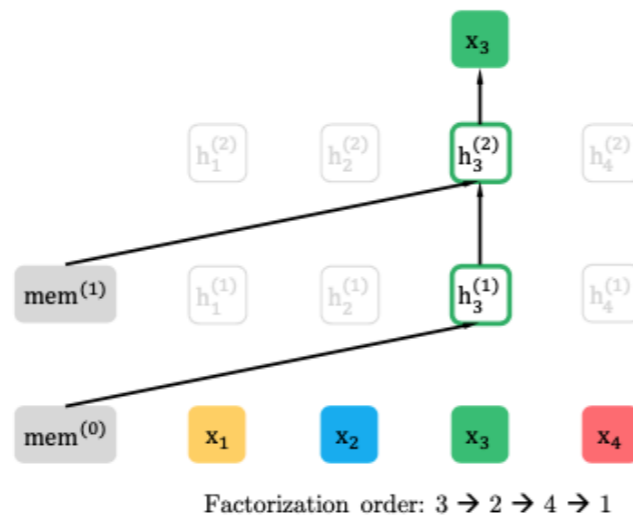 x₃
h₁⁽²⁾ h₂⁽²⁾ h₃⁽²⁾ h₄⁽²⁾
mem⁽¹⁾ h₁⁽¹⁾ h₂⁽¹⁾ h₃⁽¹⁾ h₄⁽¹⁾
mem⁽⁰⁾ x₁ x₂ x₃ x₄
Factorization order: 3 → 2 → 4 → 1